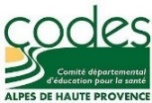 codes
Comité départemental
d'éducation pour la santé
ALPES DE HAUTE PROVENCE